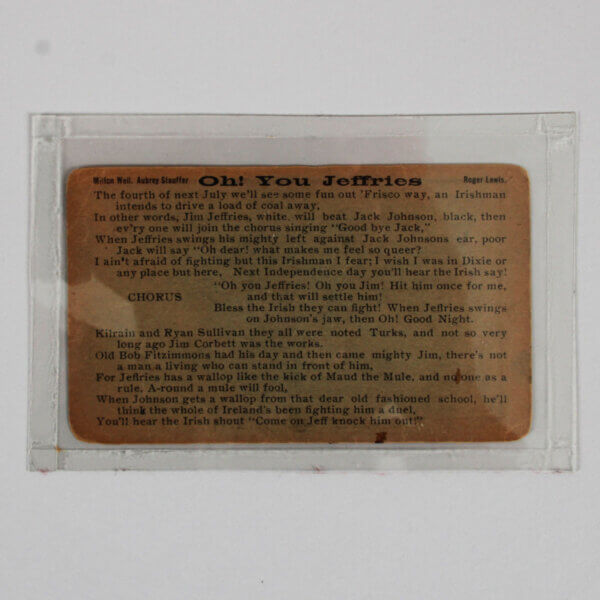 Milton Weil. Aubrey Stauffer Oh! You Jeffries Roger Lewis.
The fourth of next July we'll see some fun out 'Frisco way, an Irishman
intends to drive a load of coal away,
In other words, Jim Jeffries, white, will beat Jack Johnson, black, then
ev'ry one will join the chorus singing "Good bye Jack,"
When Jeffries swings his mighty left against Jack Johnsons ear, poor
Jack will say "Oh dear! what makes me feel so queer?
I ain't afraid of fighting but this Irishman I fear; I wish I was in Dixie or
any place but here, Next Independence day you'll hear the Irish say!
"Oh you Jeffries! Oh you Jim! Hit him once for me,
CHORUS and that will settle him!
Bless the Irish they can fight! When Jeffries swings
on Johnson's jaw, then Oh! Good Night.
Kilrain and Ryan Sullivan they all were noted Turks, and not so very
long ago Jim Corbett was the works.
Old Bob Fitzimmons had his day and then came mighty Jim, there's not
a man a living who can stand in front of him,
For Jeffries has a wallop like the kick of Maud the Mule, and no one as a
rule, A-round a mule will fool,
When Johnson gets a wallop from that dear old fashioned school, he'll
think the whole of Ireland's been fighting him a duel,
You'll hear the Irish shout "Come on Jeff knock him out!"